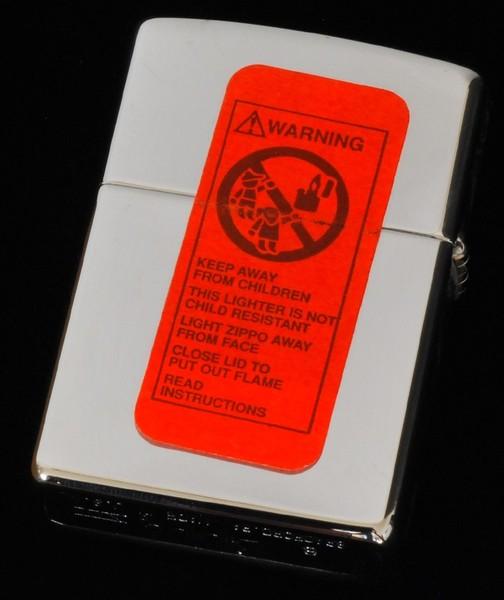 WARNING
KEEP AWAY
FROM CHILDREN
THIS LIGHTER IS NOT
CHILD RESISTANT
LIGHT ZIPPO AWAY
FROM FACE
CLOSE LID TO
PUT OUT FLAME
READ
INSTRUCTIONS